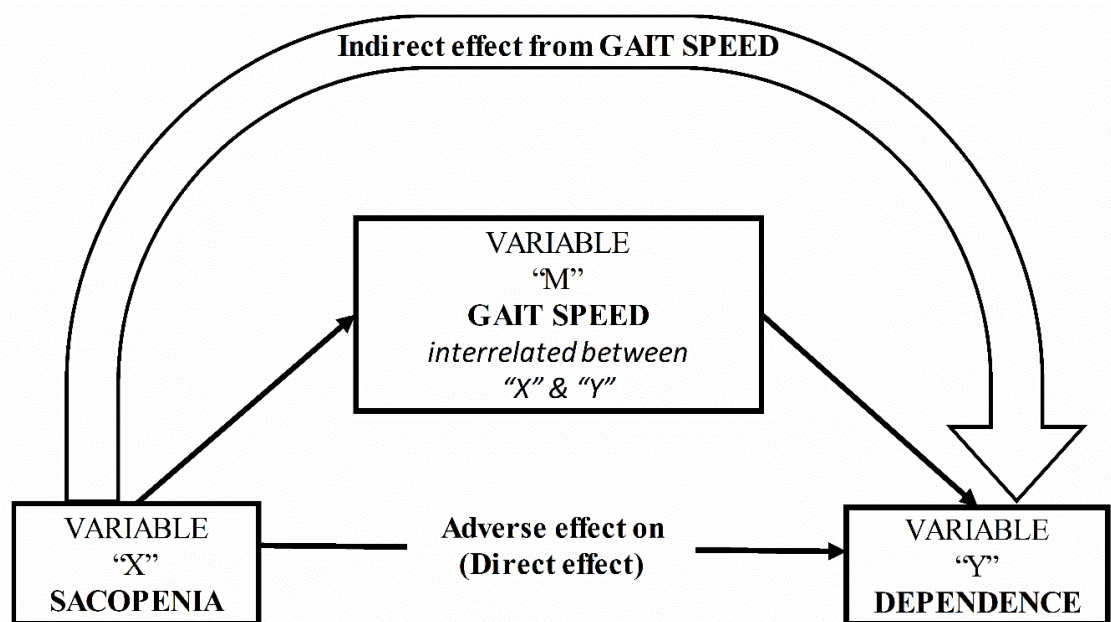 Indirect effect from GAIT SPEED
VARIABLE
“M”
GAIT SPEED
interrelated between
“X” & “Y”
VARIABLE
“X”
SACOPENIA
Adverse effect on
(Direct effect)
VARIABLE
“Y”
DEPENDENCE